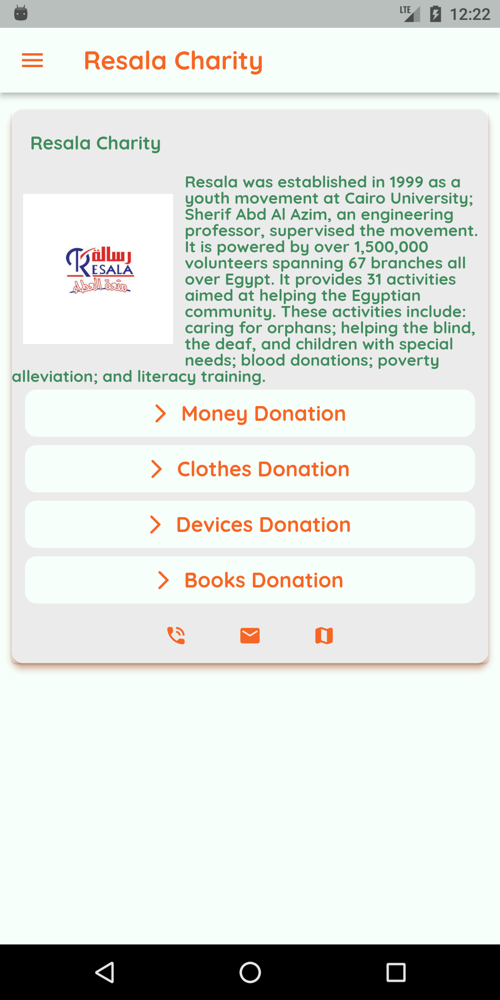 LTE 12:22
Resala Charity
Resala Charity
Resala was established in 1999 as a
youth movement at Cairo University;
Sherif Abd Al Azim, an engineering
professor, supervised the movement.
It is powered by over 1,500,000
volunteers spanning 67 branches all
over Egypt. It provides 31 activities
aimed at helping the Egyptian
community. These activities include:
caring for orphans; helping the blind,
the deaf, and children with special
needs; blood donations; poverty
alleviation; and literacy training.
رسالة
RESALA
متعة العطاء
Money Donation
Clothes Donation
Devices Donation
Books Donation